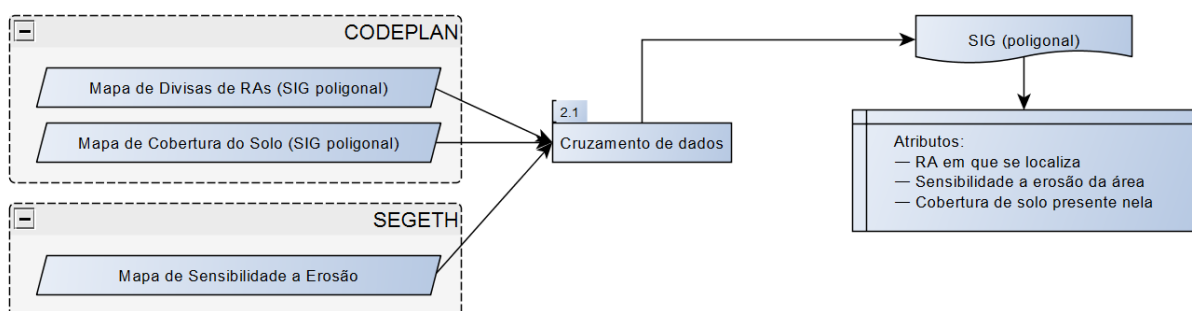 CODEPLAN
Mapa de Divisas de RAs (SIG poligonal)
Mapa de Cobertura do Solo (SIG poligonal)
SEGETH
Mapa de Sensibilidade a Erosão
2.1
Cruzamento de dados
SIG (poligonal)
Atributos:
— RA em que se localiza
— Sensibilidade a erosão da área
— Cobertura de solo presente nela